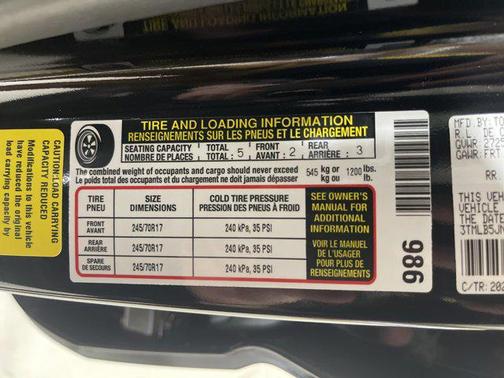 TIRE AND LOADING INFORMATION
RENSEIGNEMENTS SUR LES PNEUS ET LE CHARGEMENT
SEATING CAPACITY TOTAL FRONT REAR
NOMBRE DE PLACES: TOTAL : 5 AVANT : 2 ARRIÈRE : 3
The combined weight of occupants and cargo should never exceed
Le poids total des occupants et du chargement ne doit jamais dépasser
545 kg or kg ou 1200 lbs. lb.
TIRE PNEU
SIZE DIMENSIONS
COLD TIRE PRESSURE
PRESSION DES PNEUS À FROID
FRONT AVANT 245/70R17 240 kPa, 35 PSI
REAR ARRIÈRE 245/70R17 240 kPa, 35 PSI
SPARE DE SECOURS 245/70R17 240 kPa, 35 PSI
SEE OWNER'S
MANUAL FOR
ADDITIONAL
INFORMATION
VOIR LE MANUEL
DE L'USAGER
POUR PLUS DE
RENSEIGNEMENTS
986
CAUTION: LOAD CARRYING
CAPACITY REDUCED
Modifications to this vehicle
have reduced the original
load carrying capacity by
MFD.BY:TO
R.L. DE
GVWR 272
GAWR FRT
RR
THIS VEH
VEHICLE
THE DATE
3TMLB5JN
C/TR: 202